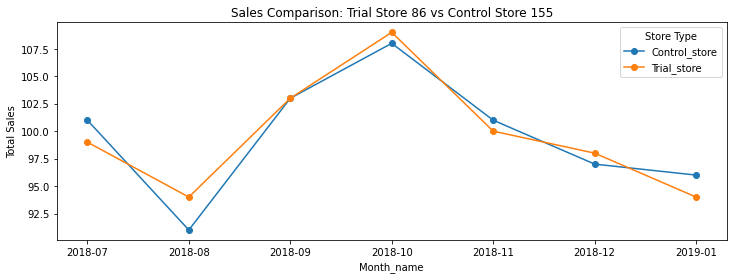 Sales Comparison: Trial Store 86 vs Control Store 155
Store Type
Control_store
Trial_store
Total Sales
107.5
105.0
102.5
100.0
97.5
95.0
92.5
2018-07 2018-08 2018-09 2018-10 2018-11 2018-12 2019-01
Month_name